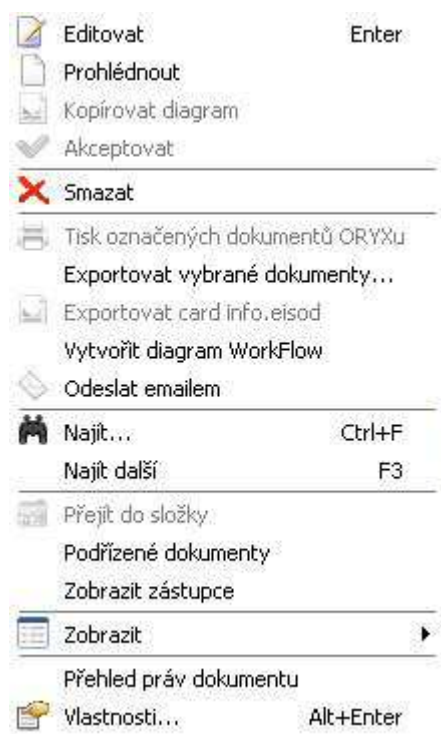 Editovat Enter
Prohlédnout
Kopírovat diagram
Akceptovat
Smazat
Tisk označených dokumentů ORYXu
Exportovat vybrané dokumenty...
Exportovat card info.eisod
Vytvořit diagram WorkFlow
Odeslat emailem
Najít... Ctrl+F
Najít další F3
Přejít do složky
Podřízené dokumenty
Zobrazit zástupce
Zobrazit
Přehled práv dokumentu
Vlastnosti... Alt+Enter